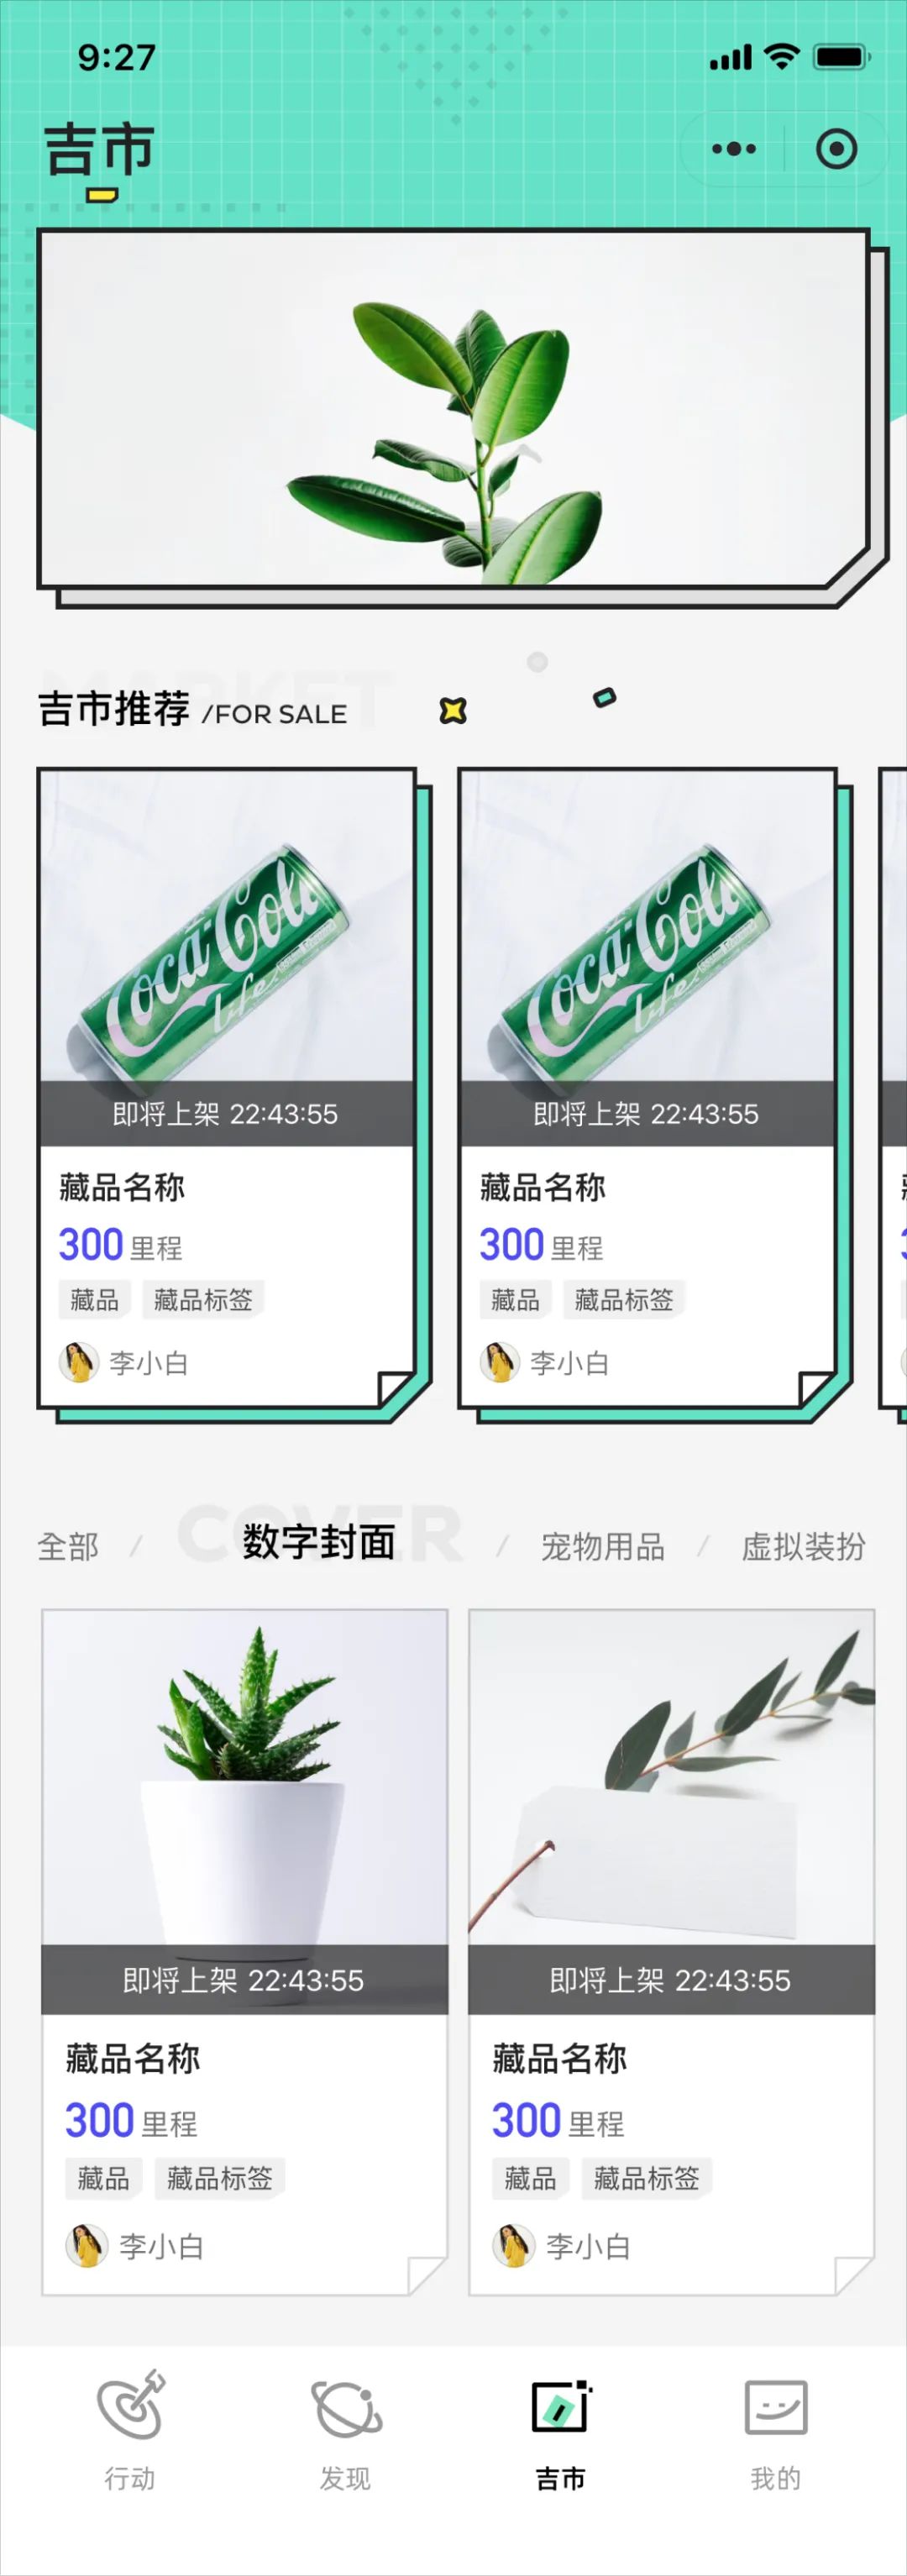 9:27
吉市
MARKET
吉市推荐 /FOR SALE
Coca-Cola
life
Coca-Cola
life
即将上架 22:43:55
即将上架 22:43:55
藏品名称
藏品名称
300 里程
300 里程
藏品 藏品标签
藏品 藏品标签
李小白
李小白
COVER
全部 / 数字封面 / 宠物用品 / 虚拟装扮
即将上架 22:43:55
即将上架 22:43:55
藏品名称
藏品名称
300 里程
300 里程
藏品 藏品标签
藏品 藏品标签
李小白
李小白
行动 发现 吉市 我的